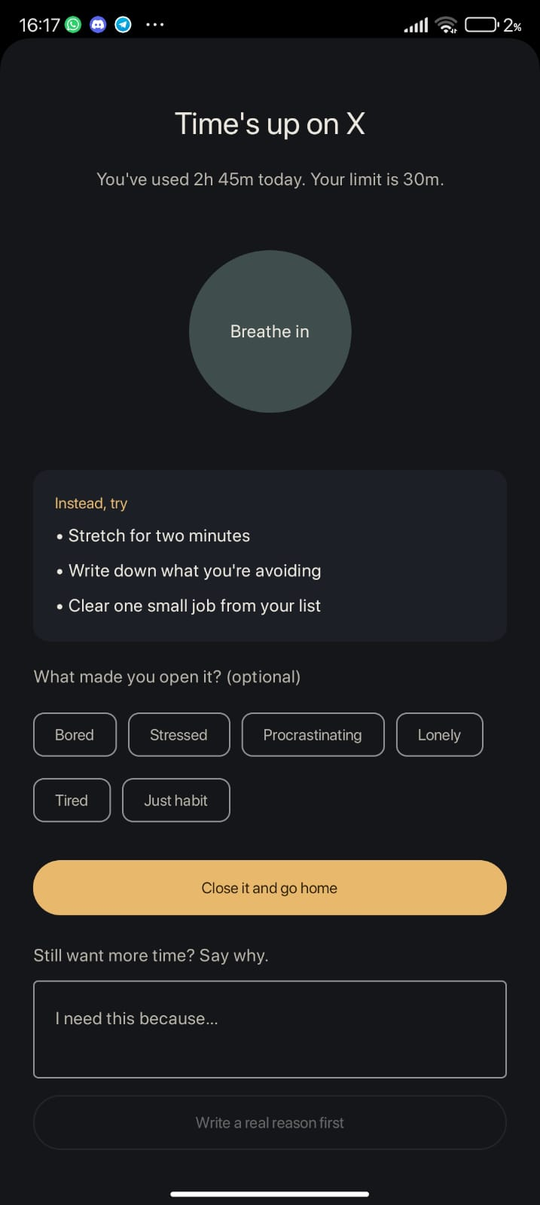 16:17 ... 2%
Time's up on X
You've used 2h 45m today. Your limit is 30m.
Breathe in
Instead, try
• Stretch for two minutes
• Write down what you're avoiding
• Clear one small job from your list
What made you open it? (optional)
Bored Stressed Procrastinating Lonely
Tired Just habit
Close it and go home
Still want more time? Say why.
I need this because...
Write a real reason first